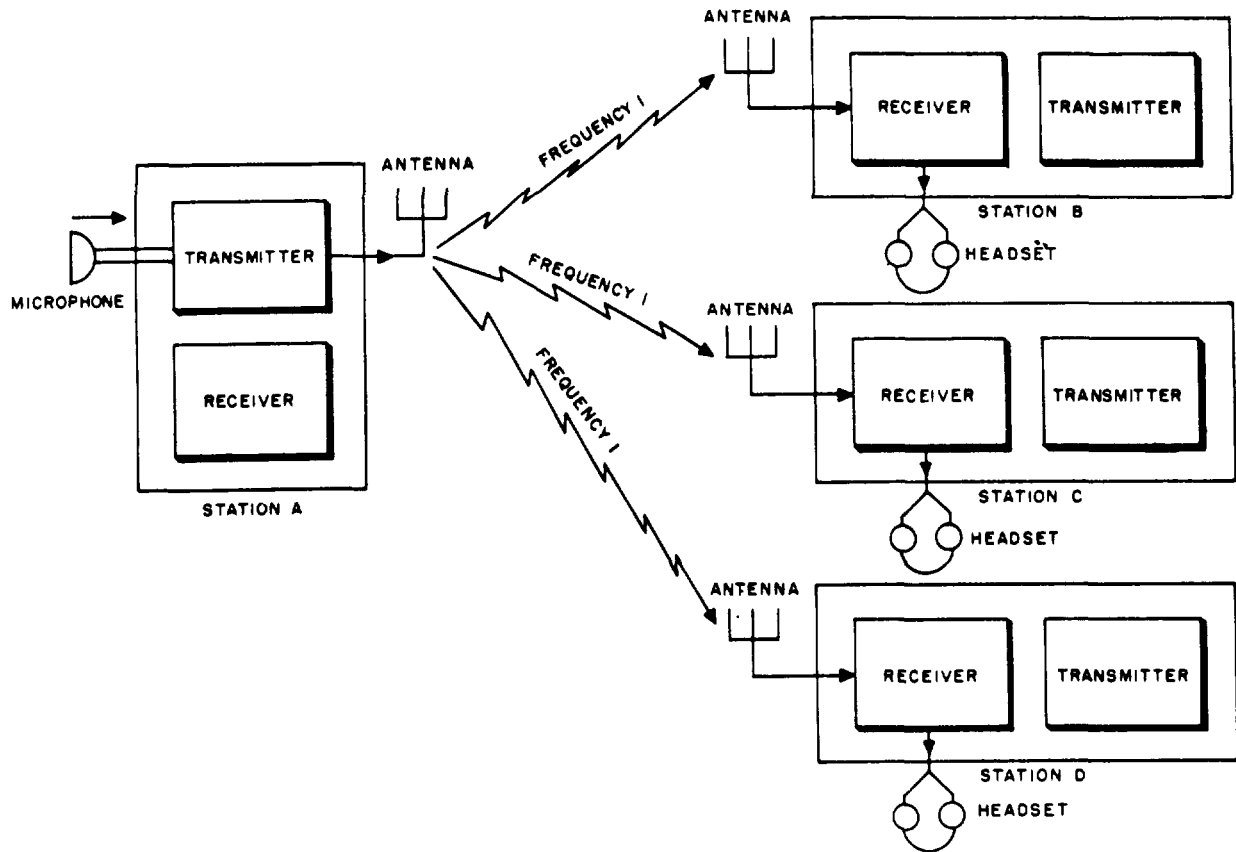 ANTENNA
RECEIVER
TRANSMITTER
FREQUENCY 1
STATION B
HEADSET
ANTENNA
TRANSMITTER
MICROPHONE
RECEIVER
STATION A
FREQUENCY 1
ANTENNA
RECEIVER
TRANSMITTER
STATION C
HEADSET
FREQUENCY 1
ANTENNA
RECEIVER
TRANSMITTER
STATION D
HEADSET